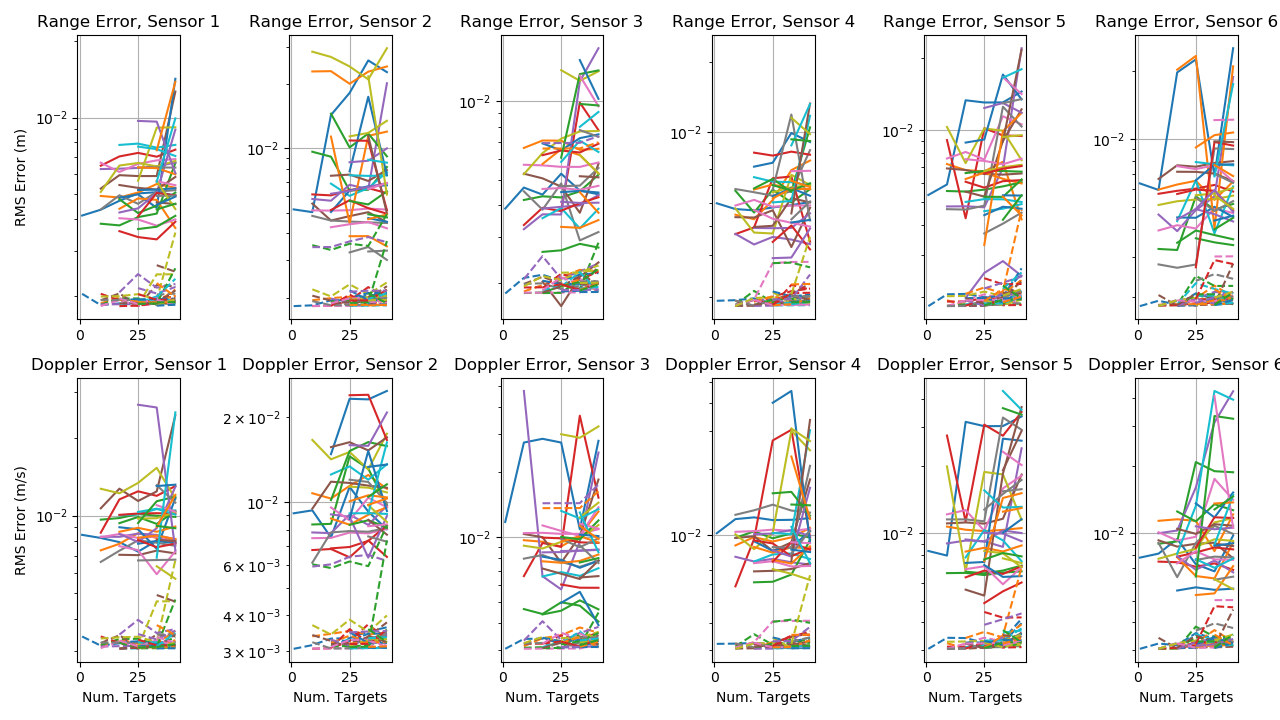 Range Error, Sensor 1
Range Error, Sensor 2
Range Error, Sensor 3
Range Error, Sensor 4
Range Error, Sensor 5
Range Error, Sensor 6
RMS Error (m)
10⁻²
10⁻²
10⁻²
10⁻²
10⁻²
10⁻²
0 25
0 25
0 25
0 25
0 25
0 25
Doppler Error, Sensor 1
Doppler Error, Sensor 2
Doppler Error, Sensor 3
Doppler Error, Sensor 4
Doppler Error, Sensor 5
Doppler Error, Sensor 6
RMS Error (m/s)
10⁻²
2 × 10⁻²
10⁻²
6 × 10⁻³
4 × 10⁻³
3 × 10⁻³
10⁻²
10⁻²
10⁻²
10⁻²
0 25
0 25
0 25
0 25
0 25
0 25
Num. Targets
Num. Targets
Num. Targets
Num. Targets
Num. Targets
Num. Targets